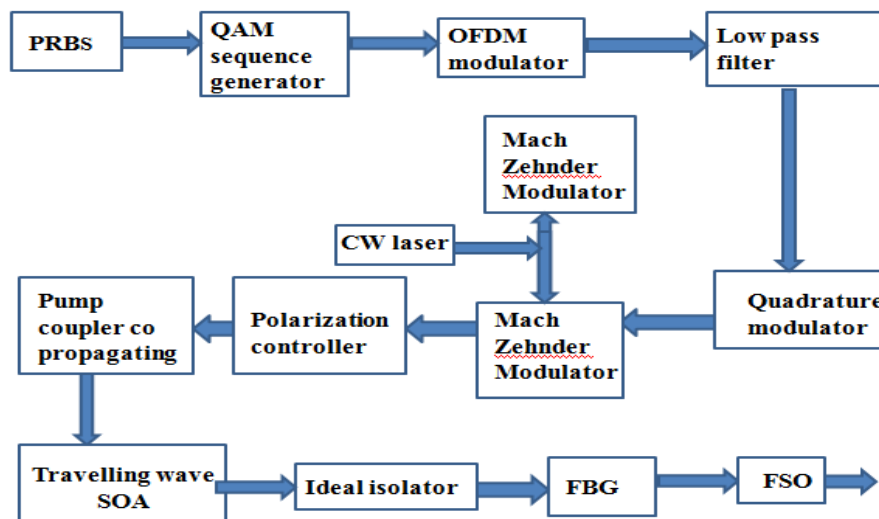 PRBS
QAM
sequence
generator
OFDM
modulator
Low pass
filter
Mach
Zehnder
Modulator
CW laser
Pump
coupler co
propagating
Polarization
controller
Mach
Zehnder
Modulator
Quadrature
modulator
Travelling wave
SOA
Ideal isolator
FBG
FSO